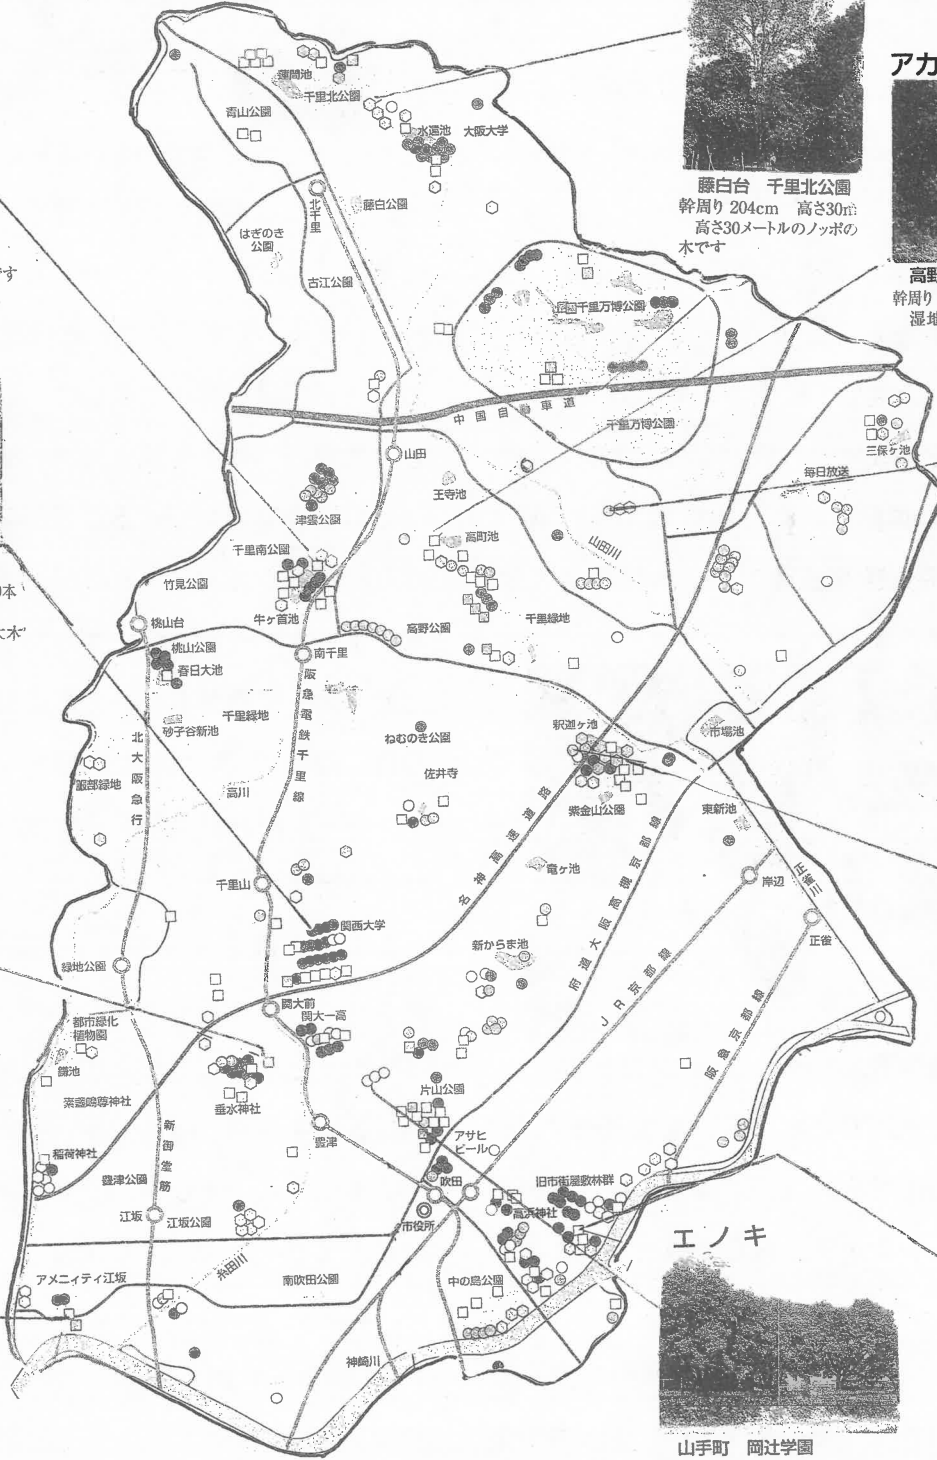 蓮間池
千里北公園
青山公園
水遠池
大阪大学
アカ
藤白台 千里北公園
幹周り 204cm 高さ30m
高さ30メートルのノッポの
木です
北千里
藤白公園
はぎのき
公園
古江公園
です
高野
幹周り
湿地
千里万博公園
中国自動車道
千里万博公園
山田
三保ヶ池
毎日放送
王寺池
津雲公園
高町池
山田川
千里南公園
竹見公園
牛ヶ首池
高野公園
千里緑地
本
大木
桃山台
桃山公園
春日大池
南千里
砂子谷新池
千里緑地
阪急電鉄千里線
ねむのき公園
釈迦ヶ池
市場池
北大阪急行
服部緑地
高川
佐井寺
紫金山公園
東新池
名神高速道路
竜ヶ池
千里山
岸辺
正雀川
関西大学
新からま池
正雀
府道大阪高槻京都線
JR京都線
阪急京都線
緑地公園
関大前
関大一高
都市緑化
植物園
片山公園
垂水神社
素盞嗚尊神社
豊津
アサヒ
ビール
新御堂筋
稲荷神社
豊津公園
吹田
旧市街屋敷林群
高浜神社
市役所
江坂
江坂公園
糸田川
エノキ
アメニィティ江坂
南吹田公園
中の島公園
神崎川
山手町 岡辻学園